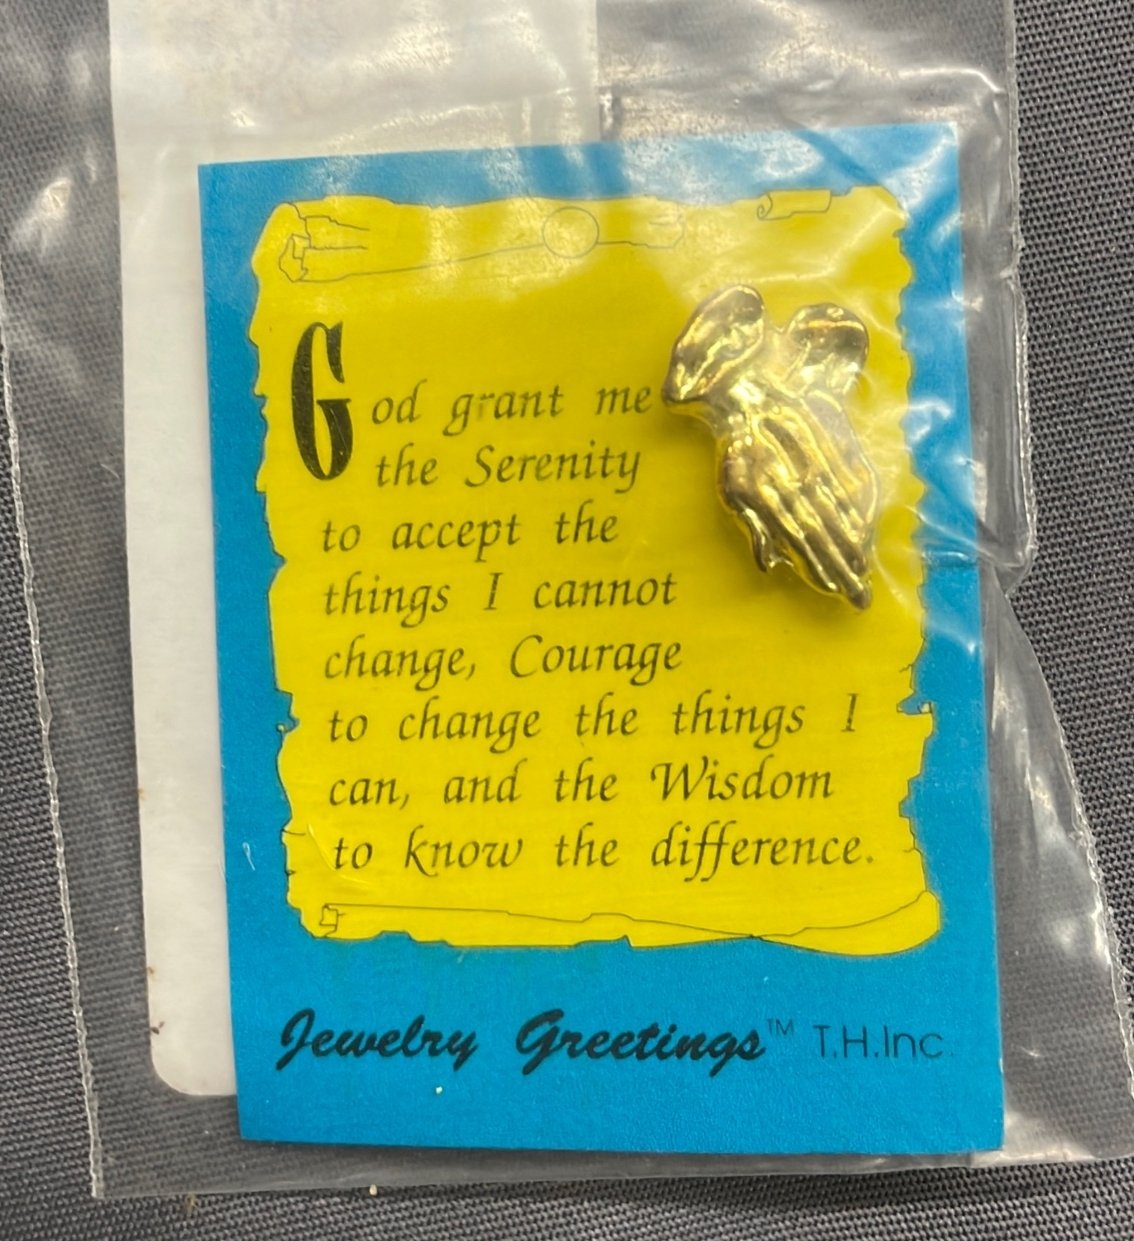 God grant me
the Serenity
to accept the
things I cannot
change, Courage
to change the things I
can, and the Wisdom
to know the difference.
Jewelry Greetings™ T.H.Inc.